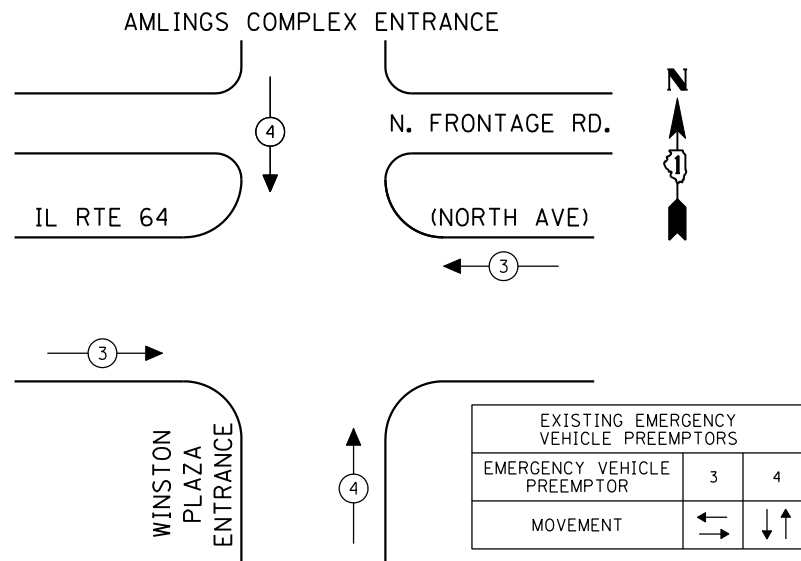 AMLINGS COMPLEX ENTRANCE
N
4
N. FRONTAGE RD.
1
IL RTE 64
(NORTH AVE)
3
3
WINSTON
PLAZA
ENTRANCE
4
EXISTING EMERGENCY
VEHICLE PREEMPTORS
EMERGENCY VEHICLE
PREEMPTOR
3
4
MOVEMENT